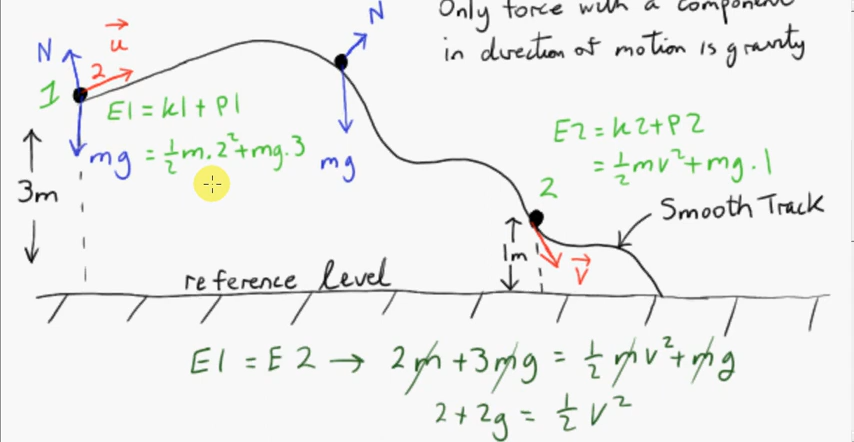 Only force with a component
in direction of motion is gravity
N
N
u
2
1
E1 = k1 + P1
mg = ½m.2² + mg.3
mg
3m
E2 = k2 + P2
= ½mv² + mg.1
2
Smooth Track
1m
v
reference level
E1 = E2 → 2m + 3mg = ½mv² + mg
2 + 2g = ½v²